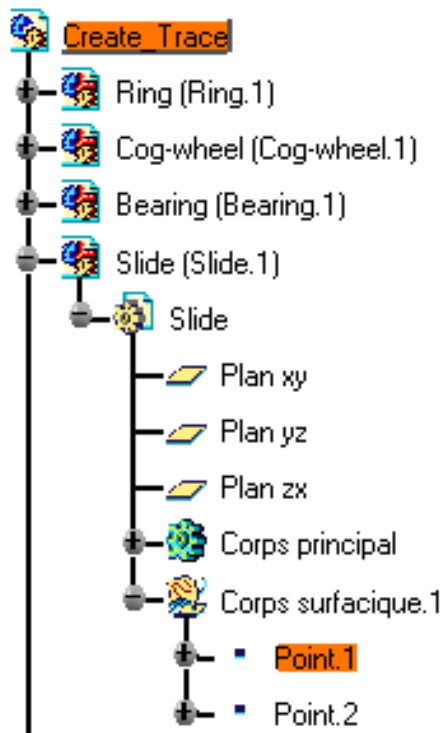 Create_Trace
Ring (Ring.1)
Cog-wheel (Cog-wheel.1)
Bearing (Bearing.1)
Slide (Slide.1)
Slide
Plan xy
Plan yz
Plan zx
Corps principal
Corps surfacique.1
Point.1
Point.2